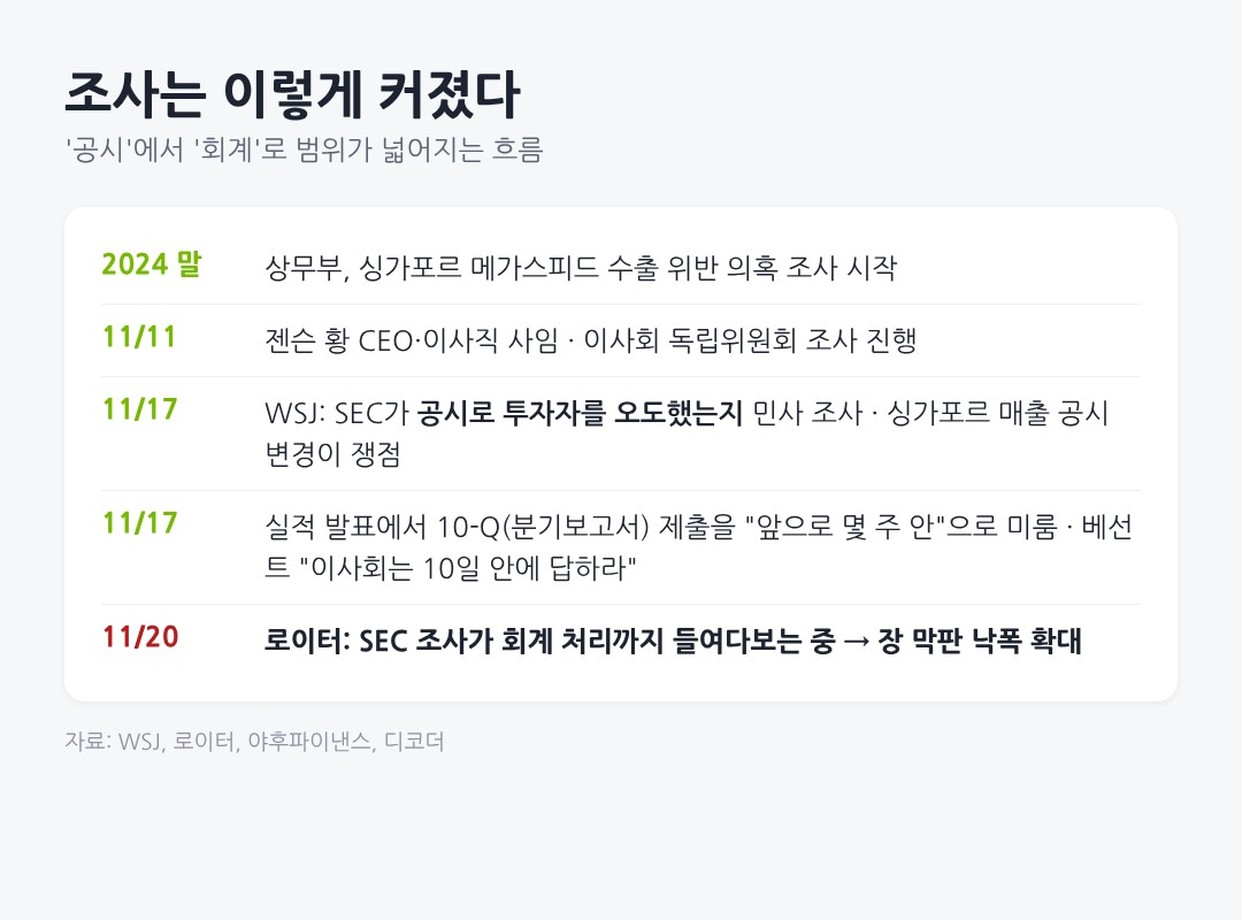 조사는 이렇게 커졌다
'공시'에서 '회계'로 범위가 넓어지는 흐름
2024 말 상무부, 싱가포르 메가스피드 수출 위반 의혹 조사 시작
11/11 젠슨 황 CEO·이사직 사임 · 이사회 독립위원회 조사 진행
11/17 WSJ: SEC가 공시로 투자자를 오도했는지 민사 조사 · 싱가포르 매출 공시
변경이 쟁점
11/17 실적 발표에서 10-Q(분기보고서) 제출을 "앞으로 몇 주 안"으로 미룸 · 베선
트 "이사회는 10일 안에 답하라"
11/20 로이터: SEC 조사가 회계 처리까지 들여다보는 중 → 장 막판 낙폭 확대
자료: WSJ, 로이터, 야후파이낸스, 디코더